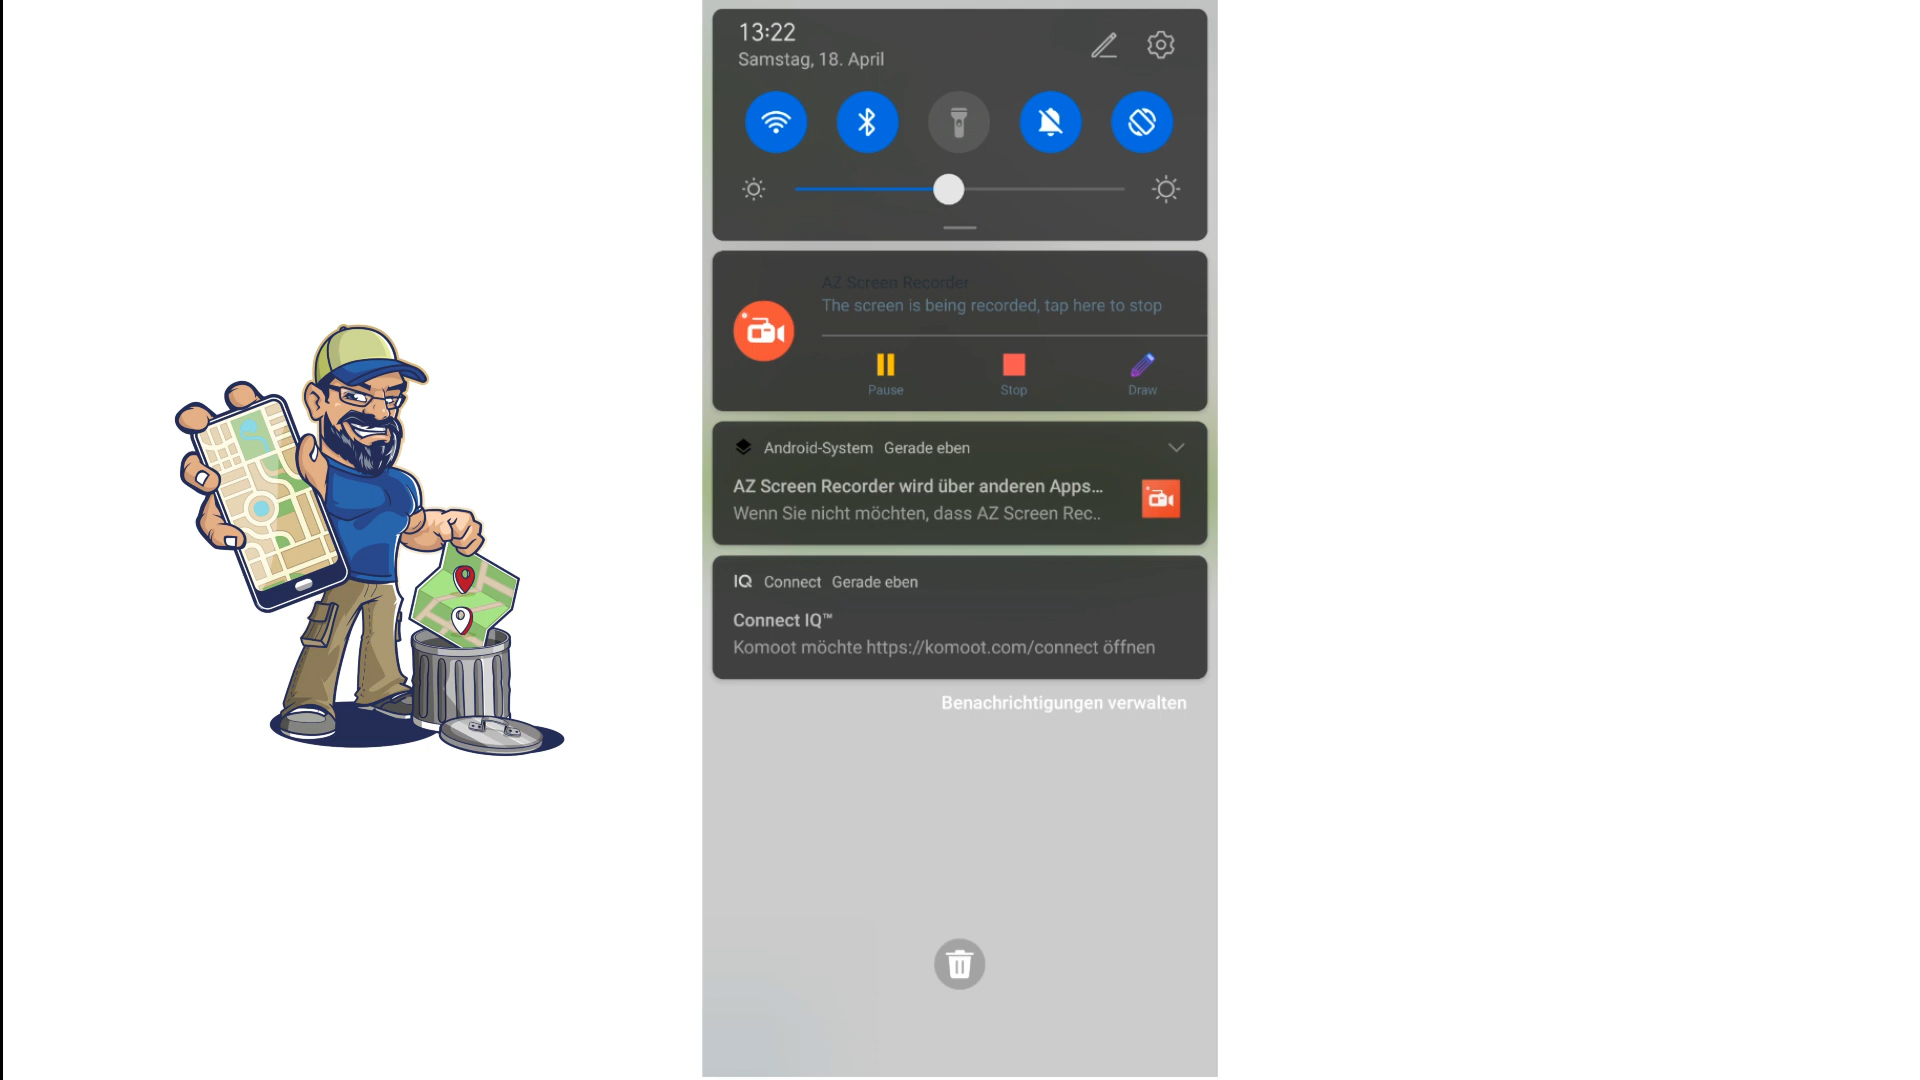 13:22
Samstag, 18. April
AZ Screen Recorder
The screen is being recorded, tap here to stop
Pause
Stop
Draw
Android-System Gerade eben
AZ Screen Recorder wird über anderen Apps...
Wenn Sie nicht möchten, dass AZ Screen Rec..
IQ Connect Gerade eben
Connect IQ™
Komoot möchte https://komoot.com/connect öffnen
Benachrichtigungen verwalten